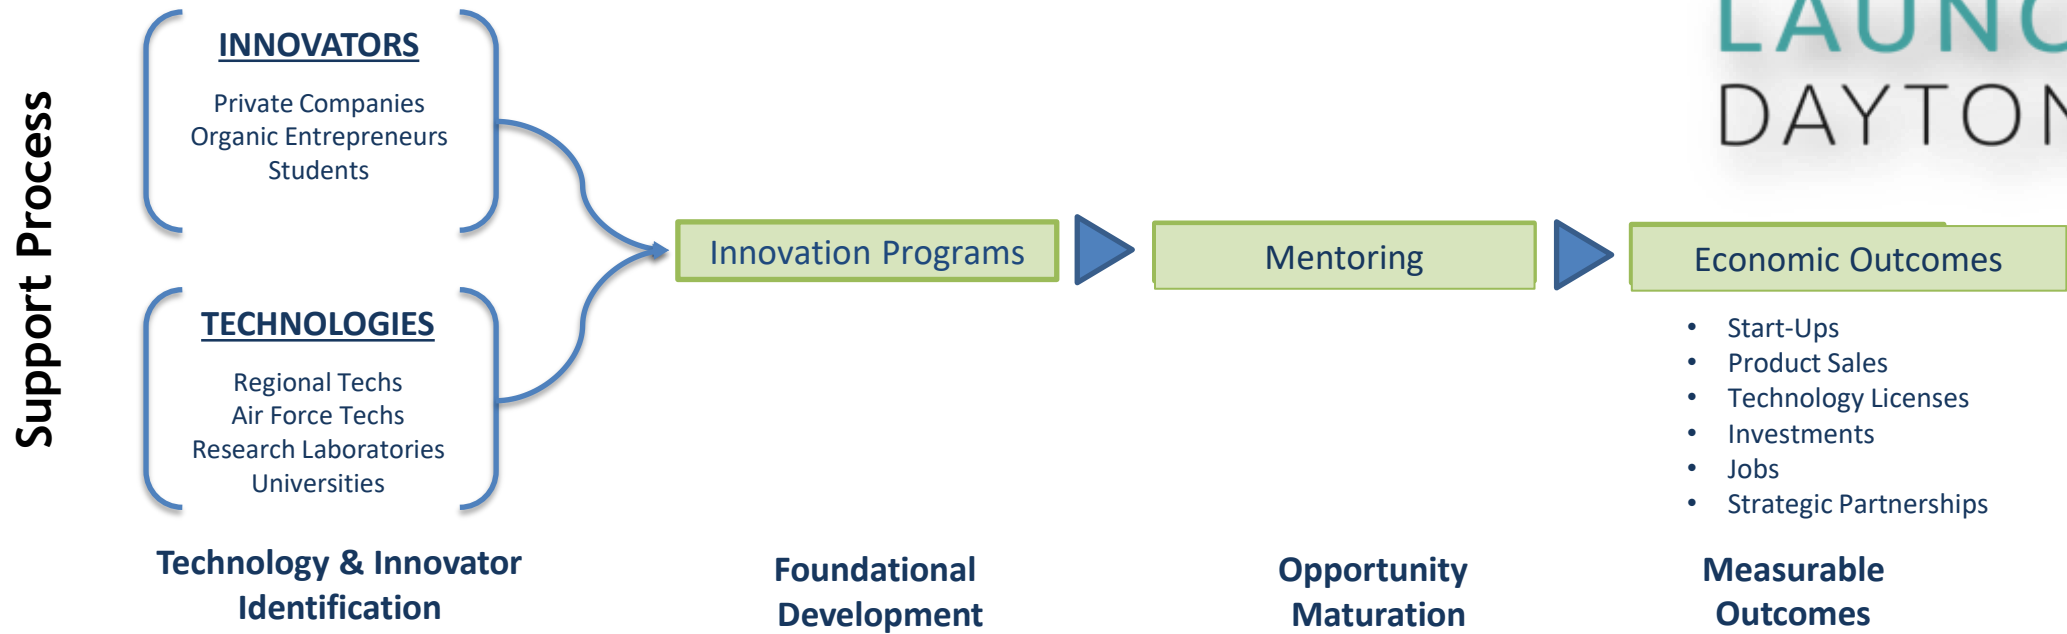 Support Process
INNOVATORS
Private Companies
Organic Entrepreneurs
Students
TECHNOLOGIES
Regional Techs
Air Force Techs
Research Laboratories
Universities
Technology & Innovator
Identification
Innovation Programs
Foundational
Development
Mentoring
Opportunity
Maturation
LAUNC
DAYTON
Economic Outcomes
• Start-Ups
• Product Sales
• Technology Licenses
• Investments
• Jobs
• Strategic Partnerships
Measurable
Outcomes